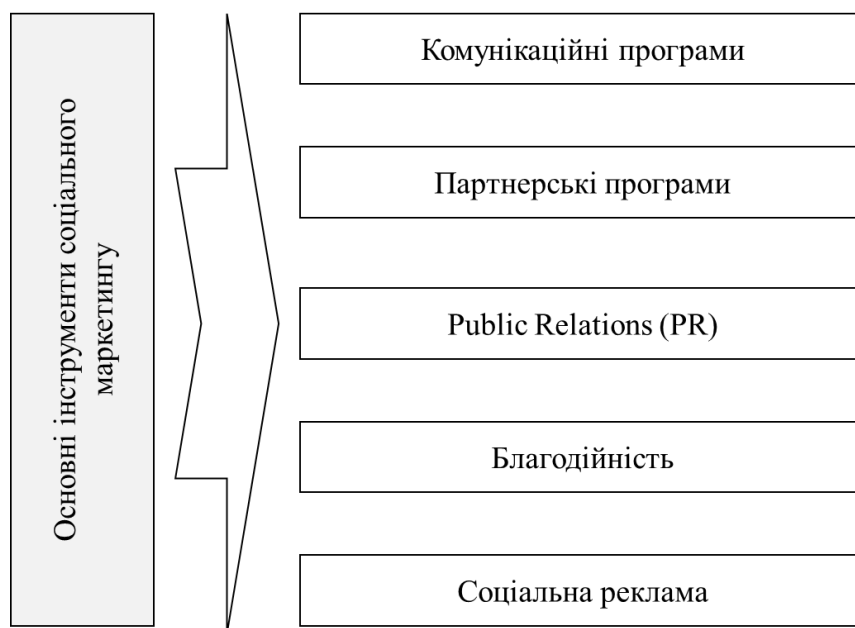 Основні інструменти соціального
маркетингу
Комунікаційні програми
Партнерські програми
Public Relations (PR)
Благодійність
Соціальна реклама